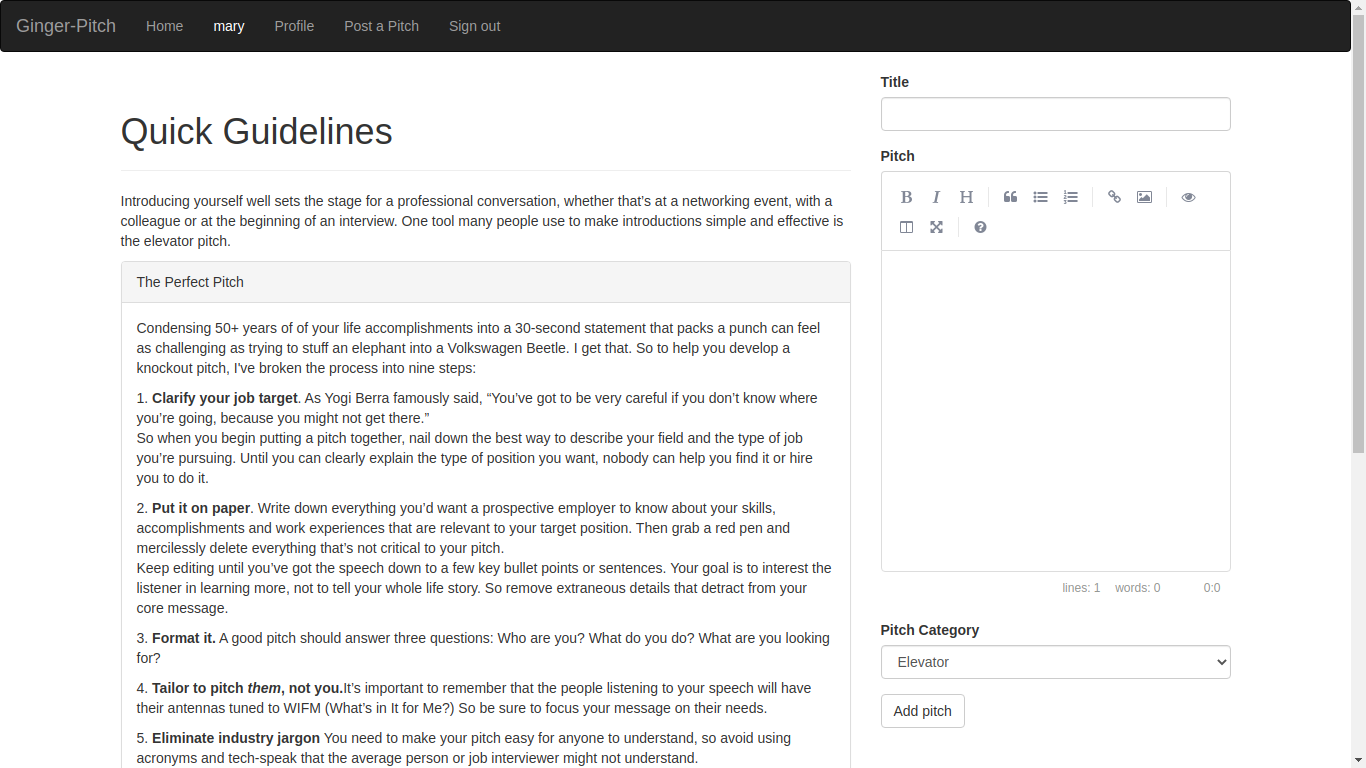 Ginger-Pitch Home mary Profile Post a Pitch Sign out
Quick Guidelines
Introducing yourself well sets the stage for a professional conversation, whether that’s at a networking event, with a
colleague or at the beginning of an interview. One tool many people use to make introductions simple and effective is
the elevator pitch.
The Perfect Pitch
Condensing 50+ years of of your life accomplishments into a 30-second statement that packs a punch can feel
as challenging as trying to stuff an elephant into a Volkswagen Beetle. I get that. So to help you develop a
knockout pitch, I've broken the process into nine steps:
1. Clarify your job target. As Yogi Berra famously said, “You’ve got to be very careful if you don’t know where
you’re going, because you might not get there.”
So when you begin putting a pitch together, nail down the best way to describe your field and the type of job
you’re pursuing. Until you can clearly explain the type of position you want, nobody can help you find it or hire
you to do it.
2. Put it on paper. Write down everything you’d want a prospective employer to know about your skills,
accomplishments and work experiences that are relevant to your target position. Then grab a red pen and
mercilessly delete everything that’s not critical to your pitch.
Keep editing until you’ve got the speech down to a few key bullet points or sentences. Your goal is to interest the
listener in learning more, not to tell your whole life story. So remove extraneous details that detract from your
core message.
3. Format it. A good pitch should answer three questions: Who are you? What do you do? What are you looking
for?
4. Tailor to pitch them, not you.It’s important to remember that the people listening to your speech will have
their antennas tuned to WIFM (What’s in It for Me?) So be sure to focus your message on their needs.
5. Eliminate industry jargon You need to make your pitch easy for anyone to understand, so avoid using
acronyms and tech-speak that the average person or job interviewer might not understand.
Title
Pitch
B I H
lines: 1 words: 0 0:0
Pitch Category
Elevator
Add pitch